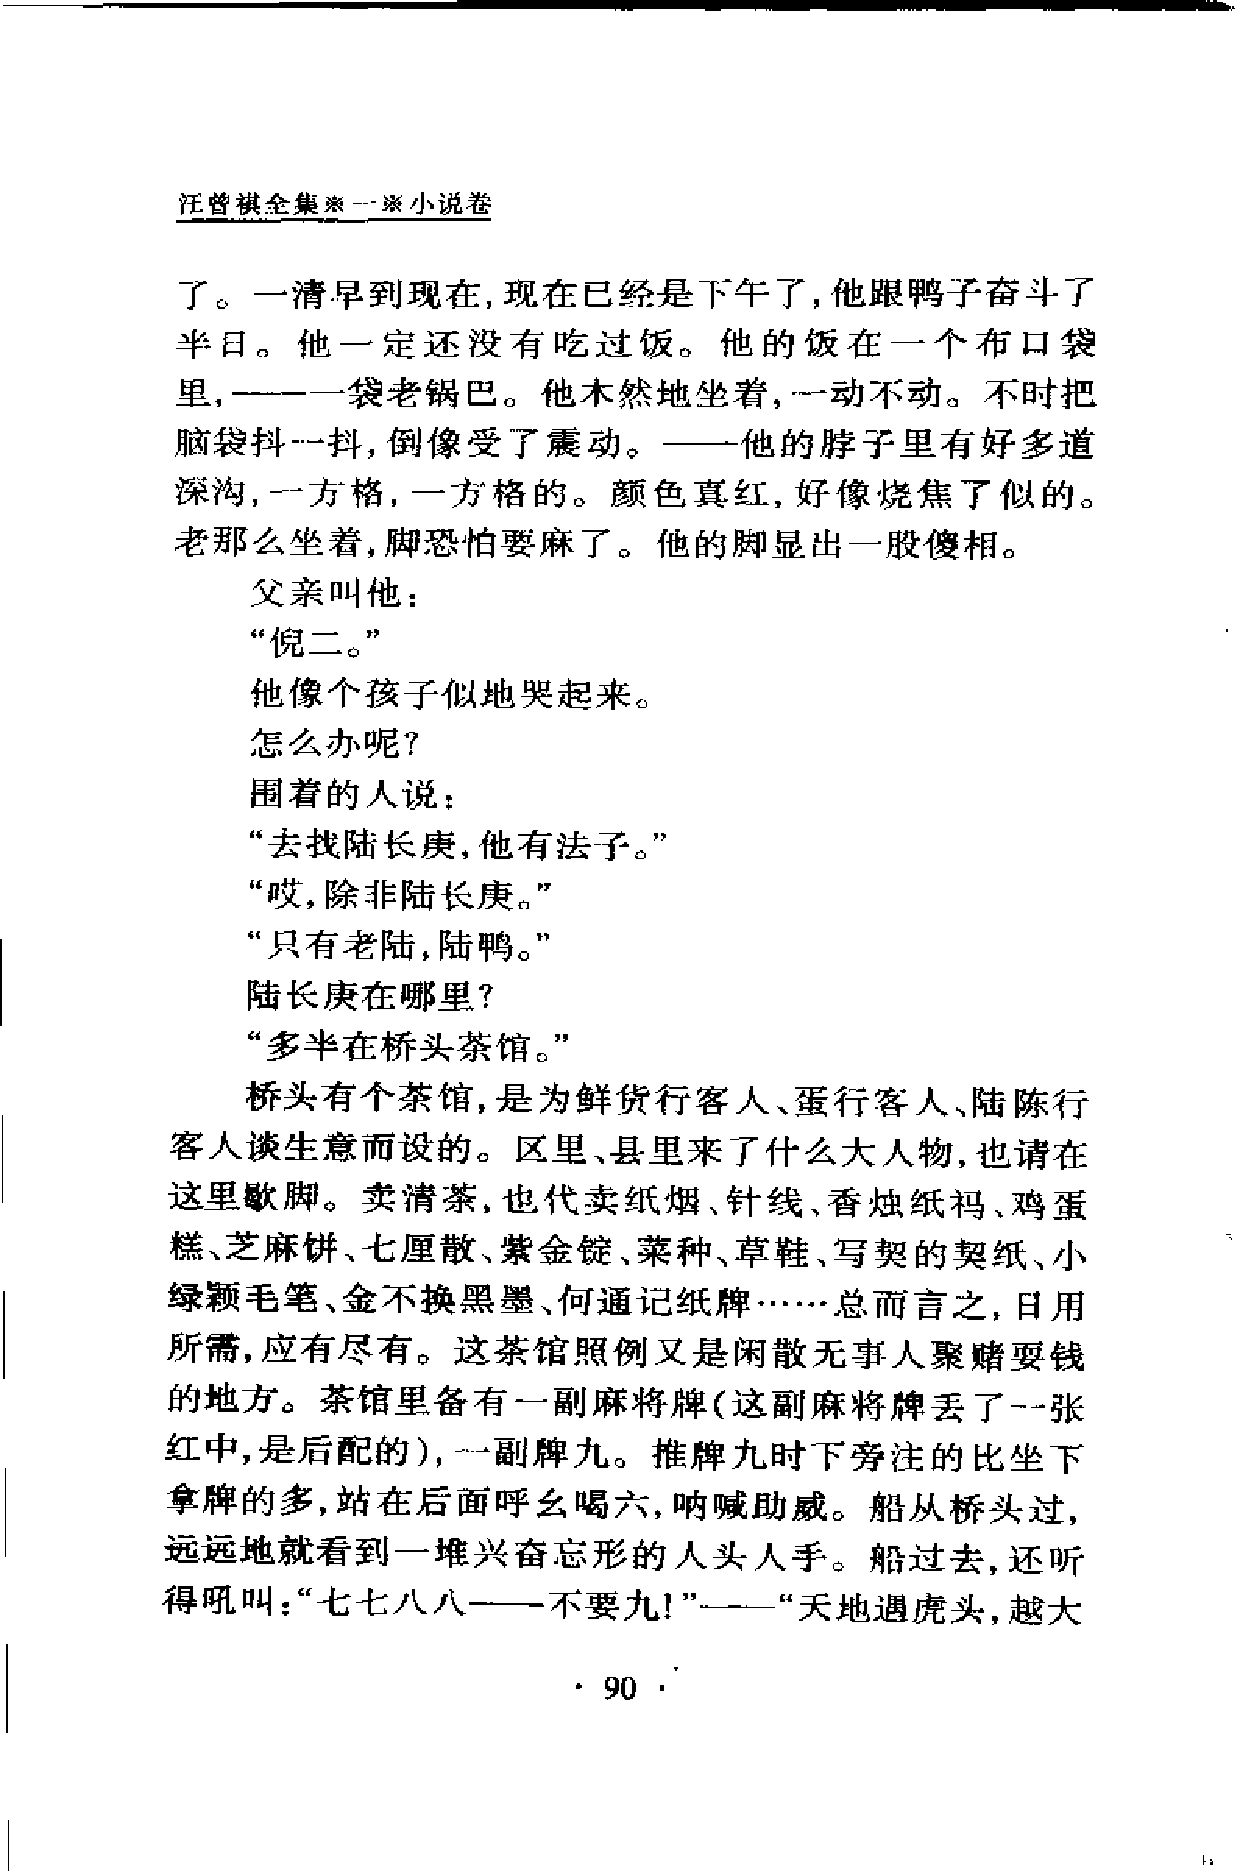 汪曾祺全集※一※小说卷
了。一清早到现在,现在已经是下午了,他跟鸭子奋斗了
半日。他一定还没有吃过饭。他的饭在一个布口袋
里,——一袋老锅巴。他木然地坐着,一动不动。不时把
脑袋抖一抖,倒像受了震动。——他的脖子里有好多道
深沟,一方格,一方格的。颜色真红,好像烧焦了似的。
老那么坐着,脚恐怕要麻了。他的脚显出一股傻相。
父亲叫他:
“倪二。”
他像个孩子似地哭起来。
怎么办呢?
围着的人说:
“去找陆长庚,他有法子。”
“哎,除非陆长庚。”
“只有老陆,陆鸭。”
陆长庚在哪里?
“多半在桥头茶馆。”
桥头有个茶馆,是为鲜货行客人、蛋行客人、陆陈行
客人谈生意而设的。区里、县里来了什么大人物,也请在
这里歇脚。卖清茶,也代卖纸烟、针线、香烛纸祃、鸡蛋
糕、芝麻饼、七厘散、紫金锭、菜种、草鞋、写契的契纸、小
绿颖毛笔、金不换黑墨、何通记纸牌……总而言之,日用
所需,应有尽有。这茶馆照例又是闲散无事人聚赌耍钱
的地方。茶馆里备有一副麻将牌(这副麻将牌丢了一张
红中,是后配的),一副牌九。推牌九时下旁注的比坐下
拿牌的多,站在后面呼幺喝六,呐喊助威。船从桥头过,
远远地就看到一堆兴奋忘形的人头人手。船过去,还听
得吼叫:“七七八八——不要九!”——“天地遇虎头,越大
· 90 ·